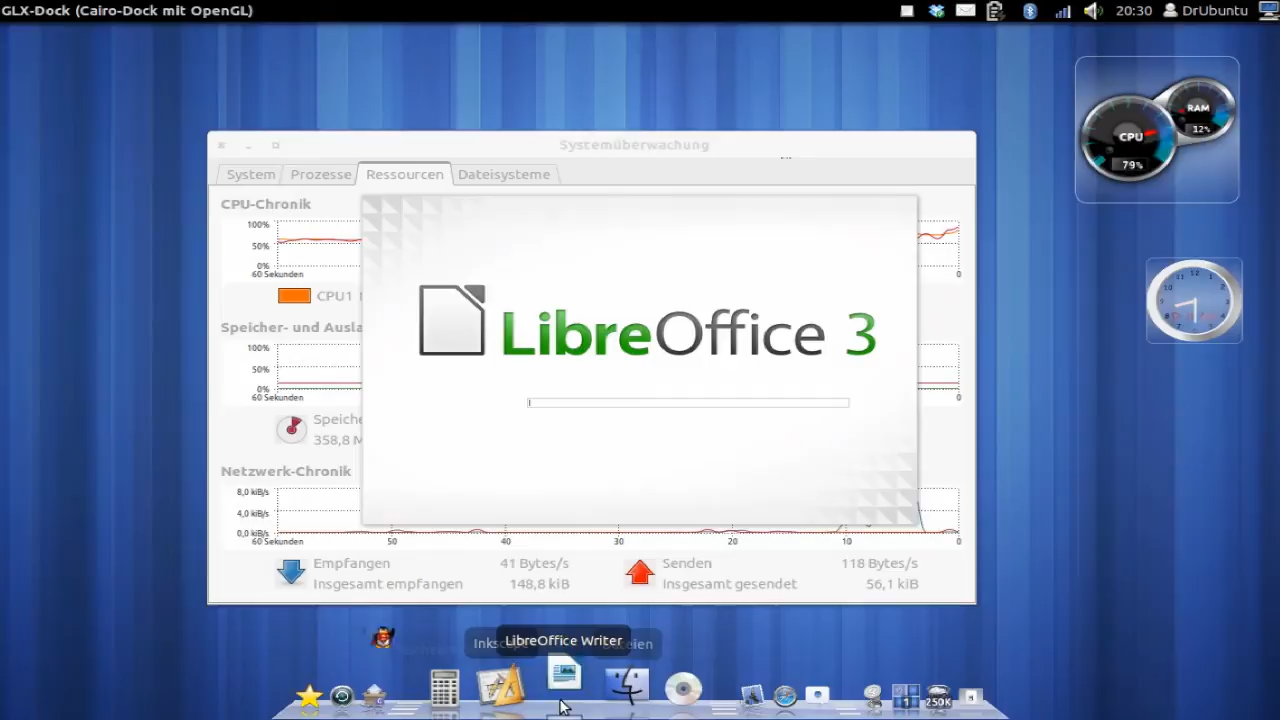 GLX-Dock (Cairo-Dock mit OpenGL)
20:30 DrUbuntu
RAM
12%
CPU
79%
Systemüberwachung
System Prozesse Ressourcen Dateisysteme
CPU-Chronik
100%
50%
0%
60 Sekunden 0
CPU1
LibreOffice 3
Speicher- und
100%
50%
0%
60 Sekunden 0
358,8
Netzwerk-Chronik
8,0 kiB/s
4,0 kiB/s
0,0 kiB/s
60 Sekunden 50 40 30 20 10 0
Empfangen 41 Bytes/s Senden 118 Bytes/s
Insgesamt empfangen 148,8 kiB Insgesamt gesendet 56,1 kiB
LibreOffice Writer
1 250K